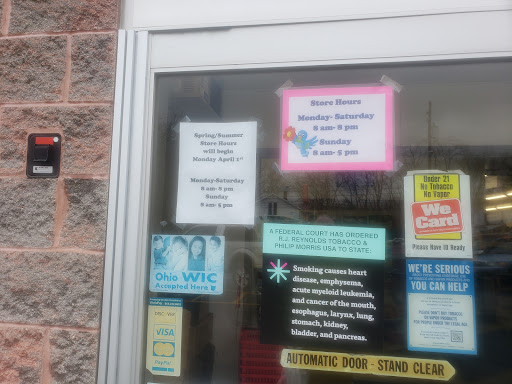 Spring/Summer
Store Hours
will begin
Monday April 1st
Monday-Saturday
8 am- 8 pm
Sunday
8 am- 5 pm
Store Hours
Monday- Saturday
8 am- 8 pm
Sunday
8 am- 5 pm
Under 21
No Tobacco
No Vapor
We
Card
Please Have ID Ready
WE'RE SERIOUS
YOU CAN HELP
A FEDERAL COURT HAS ORDERED
R.J. REYNOLDS TOBACCO &
PHILIP MORRIS USA TO STATE:
Smoking causes heart
disease, emphysema,
acute myeloid leukemia,
and cancer of the mouth,
esophagus, larynx, lung,
stomach, kidney,
bladder, and pancreas.
Ohio WIC
Accepted Here
VISA
PayPal
AUTOMATIC DOOR - STAND CLEAR